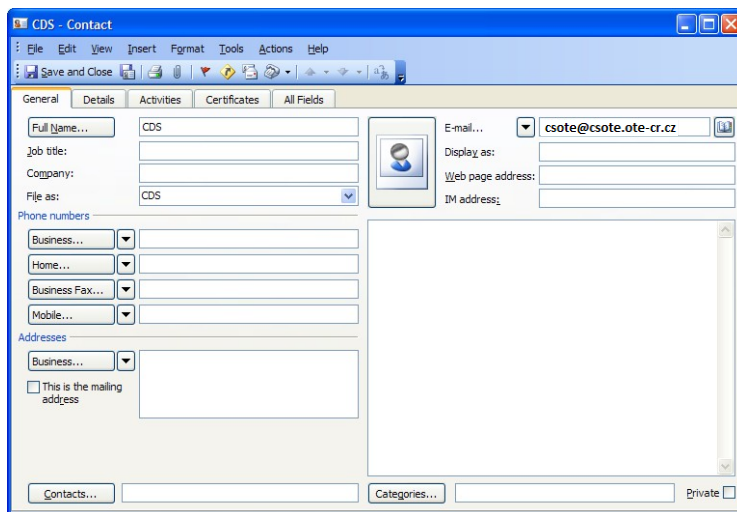 CDS - Contact
File Edit View Insert Format Tools Actions Help
Save and Close
General Details Activities Certificates All Fields
Full Name... CDS
Job title:
Company:
File as: CDS
E-mail... csote@csote.ote-cr.cz
Display as:
Web page address:
IM address:
Phone numbers
Business...
Home...
Business Fax...
Mobile...
Addresses
Business...
This is the mailing
address
Contacts... Categories... Private